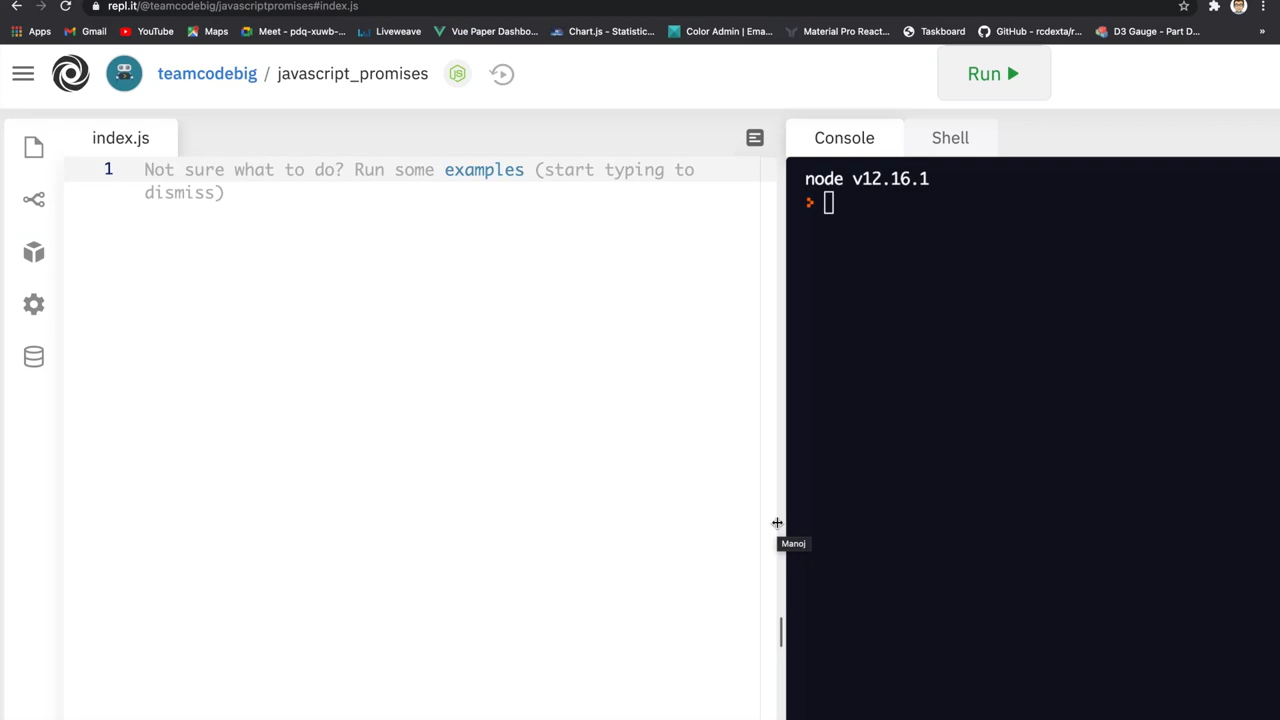 repl.it/@teamcodebig/javascriptpromises#index.js
Apps Gmail YouTube Maps Meet - pdq-xuwb-... Liveweave Vue Paper Dashbo... Chart.js - Statistic... Color Admin | Ema... Material Pro React... Taskboard GitHub - rcdexta/r... D3 Gauge - Part D... »
teamcodebig / javascript_promises Run
index.js Console Shell
1 Not sure what to do? Run some examples (start typing to
dismiss)
node v12.16.1
Manoj